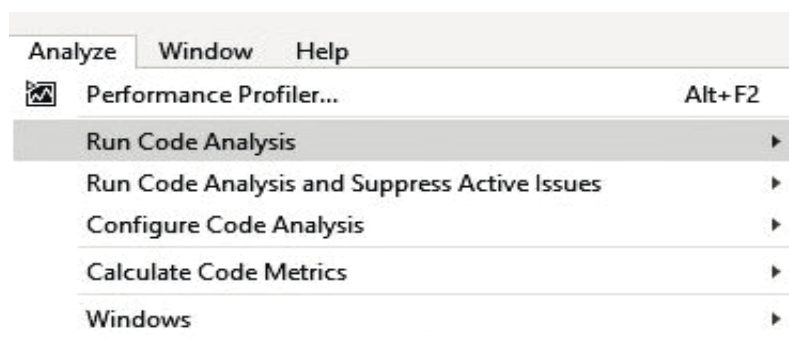 Analyze Window Help
Performance Profiler... Alt+F2
Run Code Analysis
Run Code Analysis and Suppress Active Issues
Configure Code Analysis
Calculate Code Metrics
Windows